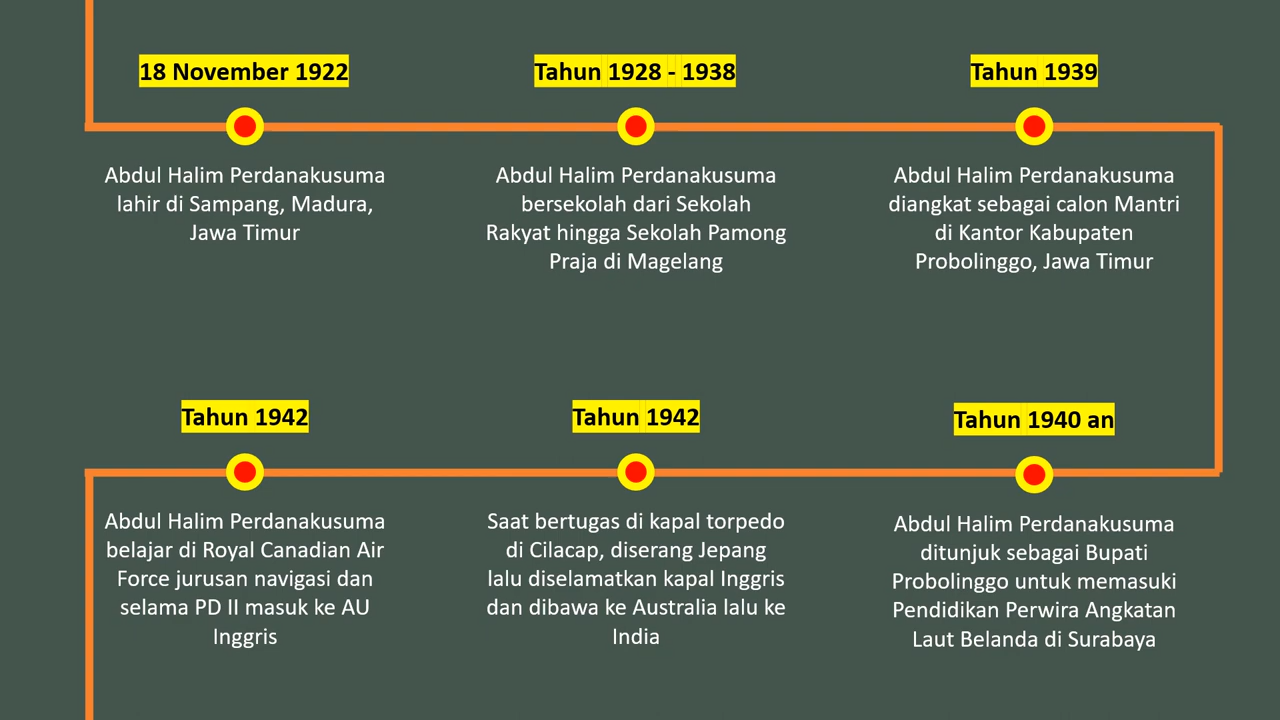 18 November 1922
Abdul Halim Perdanakusuma
lahir di Sampang, Madura,
Jawa Timur
Tahun 1928 - 1938
Abdul Halim Perdanakusuma
bersekolah dari Sekolah
Rakyat hingga Sekolah Pamong
Praja di Magelang
Tahun 1939
Abdul Halim Perdanakusuma
diangkat sebagai calon Mantri
di Kantor Kabupaten
Probolinggo, Jawa Timur
Tahun 1940 an
Abdul Halim Perdanakusuma
ditunjuk sebagai Bupati
Probolinggo untuk memasuki
Pendidikan Perwira Angkatan
Laut Belanda di Surabaya
Tahun 1942
Saat bertugas di kapal torpedo
di Cilacap, diserang Jepang
lalu diselamatkan kapal Inggris
dan dibawa ke Australia lalu ke
India
Tahun 1942
Abdul Halim Perdanakusuma
belajar di Royal Canadian Air
Force jurusan navigasi dan
selama PD II masuk ke AU
Inggris